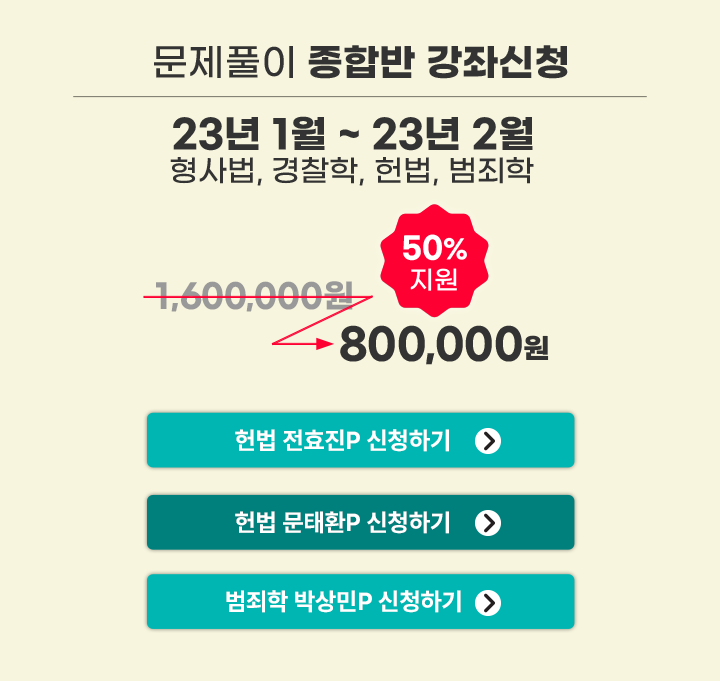 문제풀이 종합반 강좌신청
23년 1월 ~ 23년 2월
형사법, 경찰학, 헌법, 범죄학
50%
지원
1,600,000원
800,000원
헌법 전효진P 신청하기
헌법 문태환P 신청하기
범죄학 박상민P 신청하기